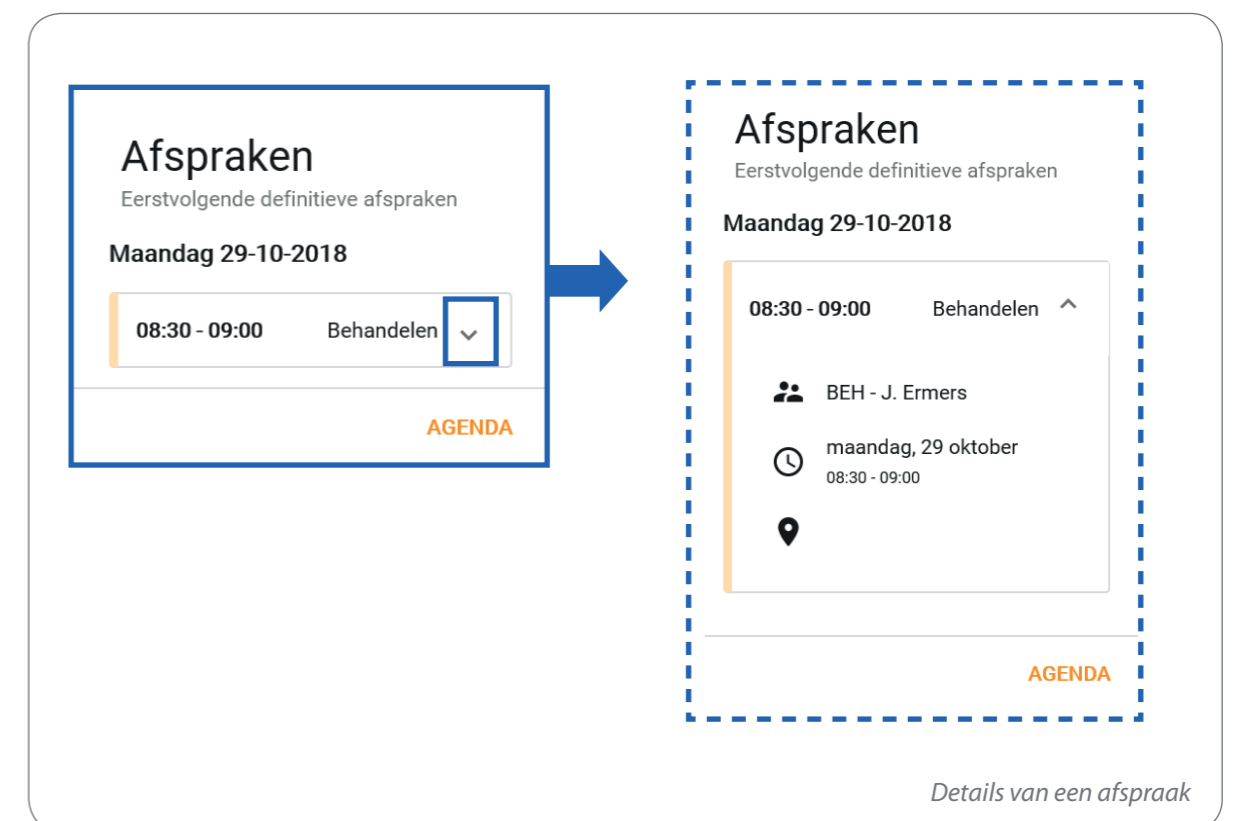 Afspraken
Eerstvolgende definitieve afspraken
Maandag 29-10-2018
08:30 - 09:00 Behandelen
AGENDA
Afspraken
Eerstvolgende definitieve afspraken
Maandag 29-10-2018
08:30 - 09:00 Behandelen
BEH - J. Ermers
maandag, 29 oktober
08:30 - 09:00
AGENDA
Details van een afspraak